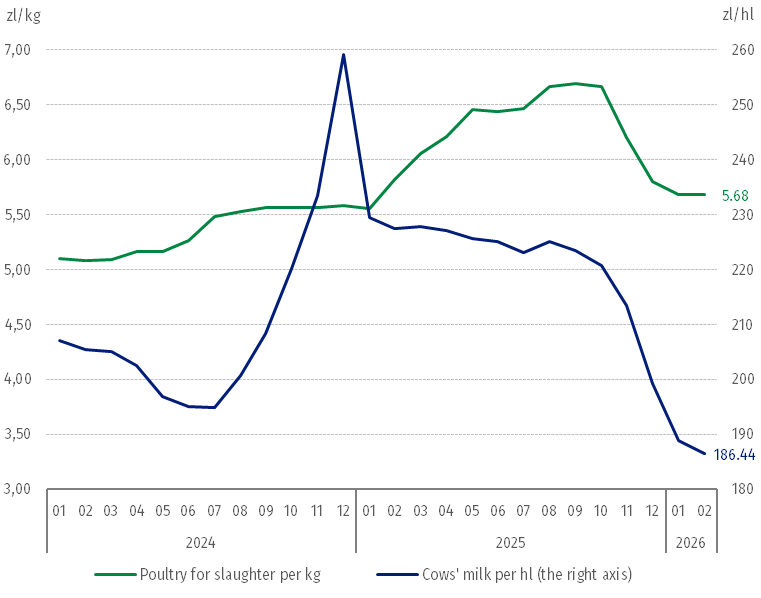 zl/kg zl/hl
7,00 260
6,50 250
6,00 240
5.68
5,50 230
5,00 220
4,50 210
4,00 200
3,50 190
186.44
3,00 180
01 02 03 04 05 06 07 08 09 10 11 12 01 02 03 04 05 06 07 08 09 10 11 12 01 02
2024 2025 2026
Poultry for slaughter per kg Cows' milk per hl (the right axis)